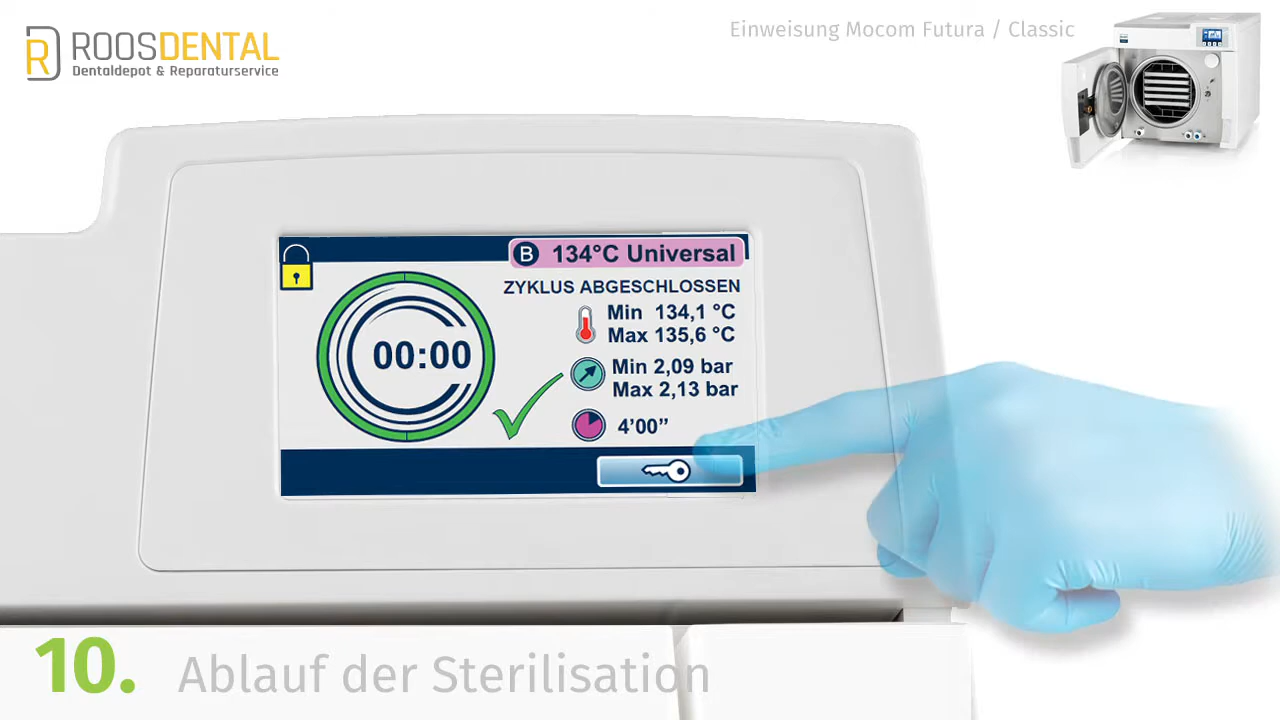 ROOSDENTAL
Dentaldepot & Reparaturservice
Einweisung Mocom Futura / Classic
B 134°C Universal
ZYKLUS ABGESCHLOSSEN
Min 134,1 °C
Max 135,6 °C
00:00
Min 2,09 bar
Max 2,13 bar
4’00”
10. Ablauf der Sterilisation